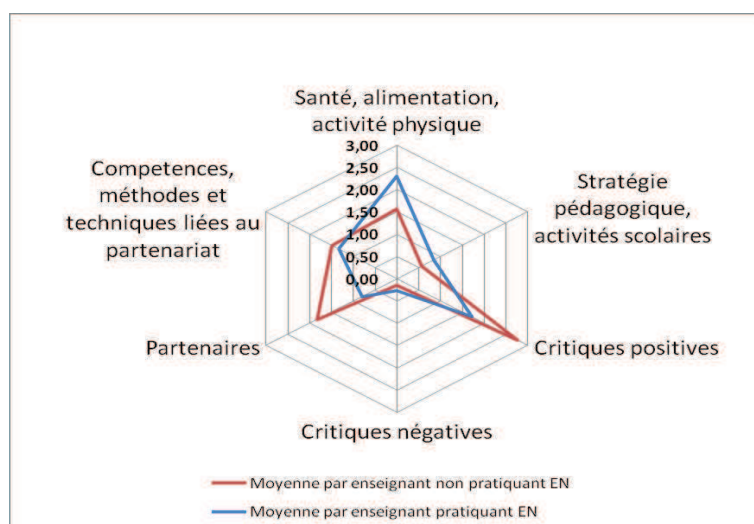 Santé, alimentation,
activité physique
3,00
2,50
2,00
1,50
1,00
0,50
0,00
Competences,
méthodes et
techniques liées au
partenariat
Stratégie
pédagogique,
activités scolaires
Partenaires
Critiques positives
Critiques négatives
Moyenne par enseignant non pratiquant EN
Moyenne par enseignant pratiquant EN